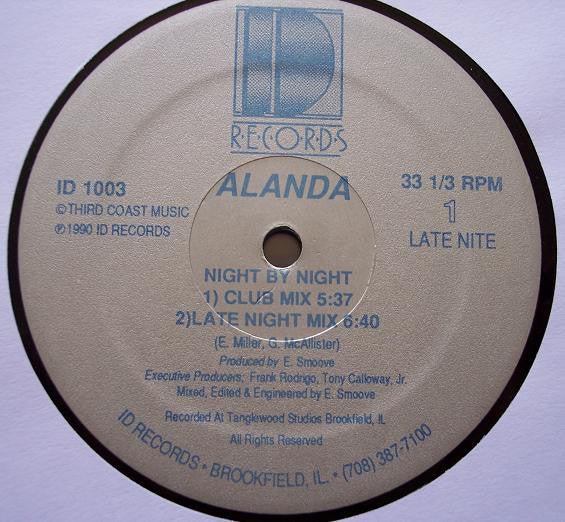 ID
R·E·C·O·R·D·S
ALANDA
ID 1003
©THIRD COAST MUSIC
℗1990 ID RECORDS
33 1/3 RPM
1
LATE NITE
NIGHT BY NIGHT
1) CLUB MIX 5:37
2)LATE NIGHT MIX 6:40
(E. Miller, G. McAllister)
Produced by E. Smoove
Executive Producers; Frank Rodrigo, Tony Calloway, Jr.
Mixed, Edited & Engineered by E. Smoove
Recorded At Tanglewood Studios Brookfield, IL
All Rights Reserved
ID RECORDS • BROOKFIELD, IL. • (708) 387-7100